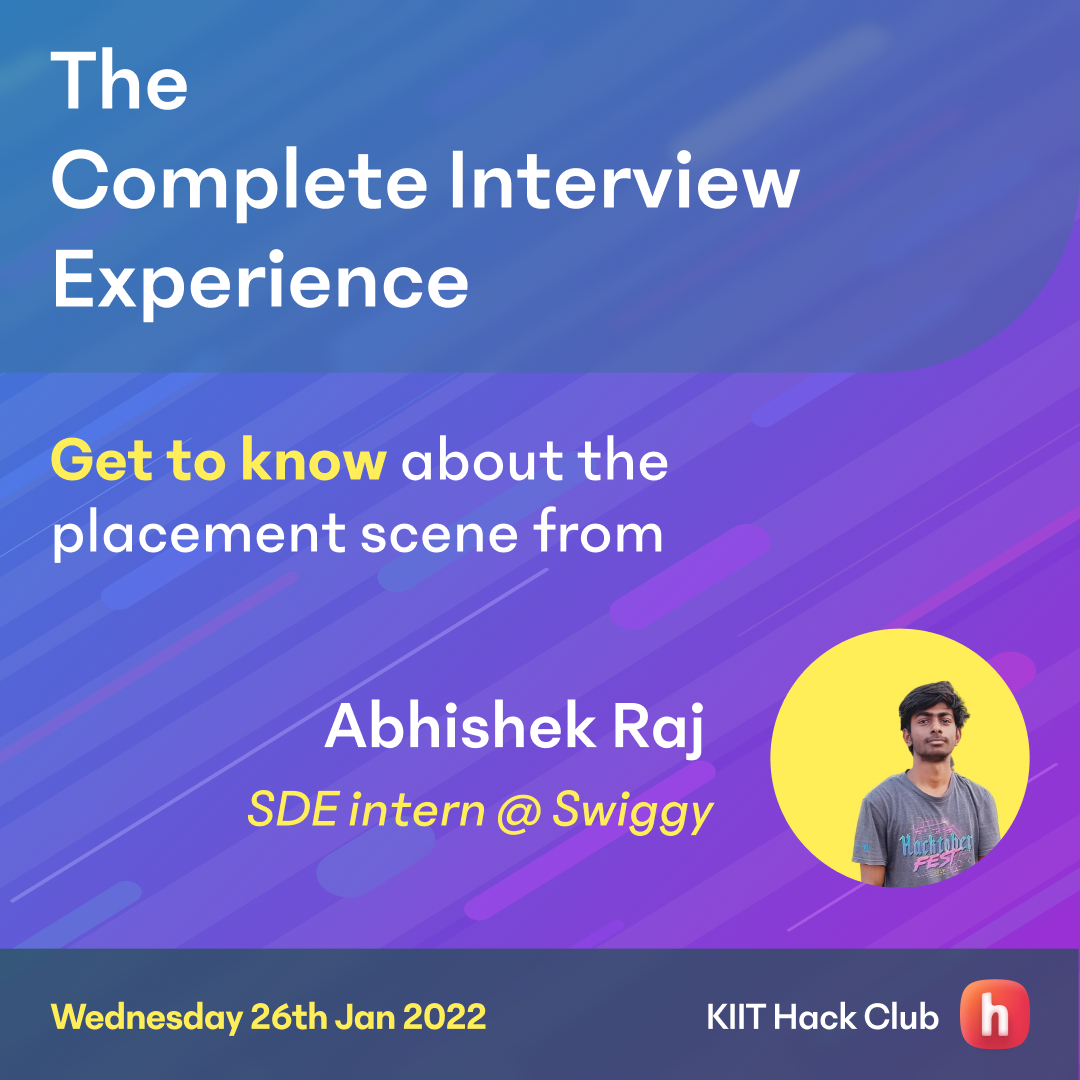 The
Complete Interview
Experience
Get to know about the
placement scene from
Abhishek Raj
SDE intern @ Swiggy
Hacktober
FEST
Wednesday 26th Jan 2022
KIIT Hack Club
h